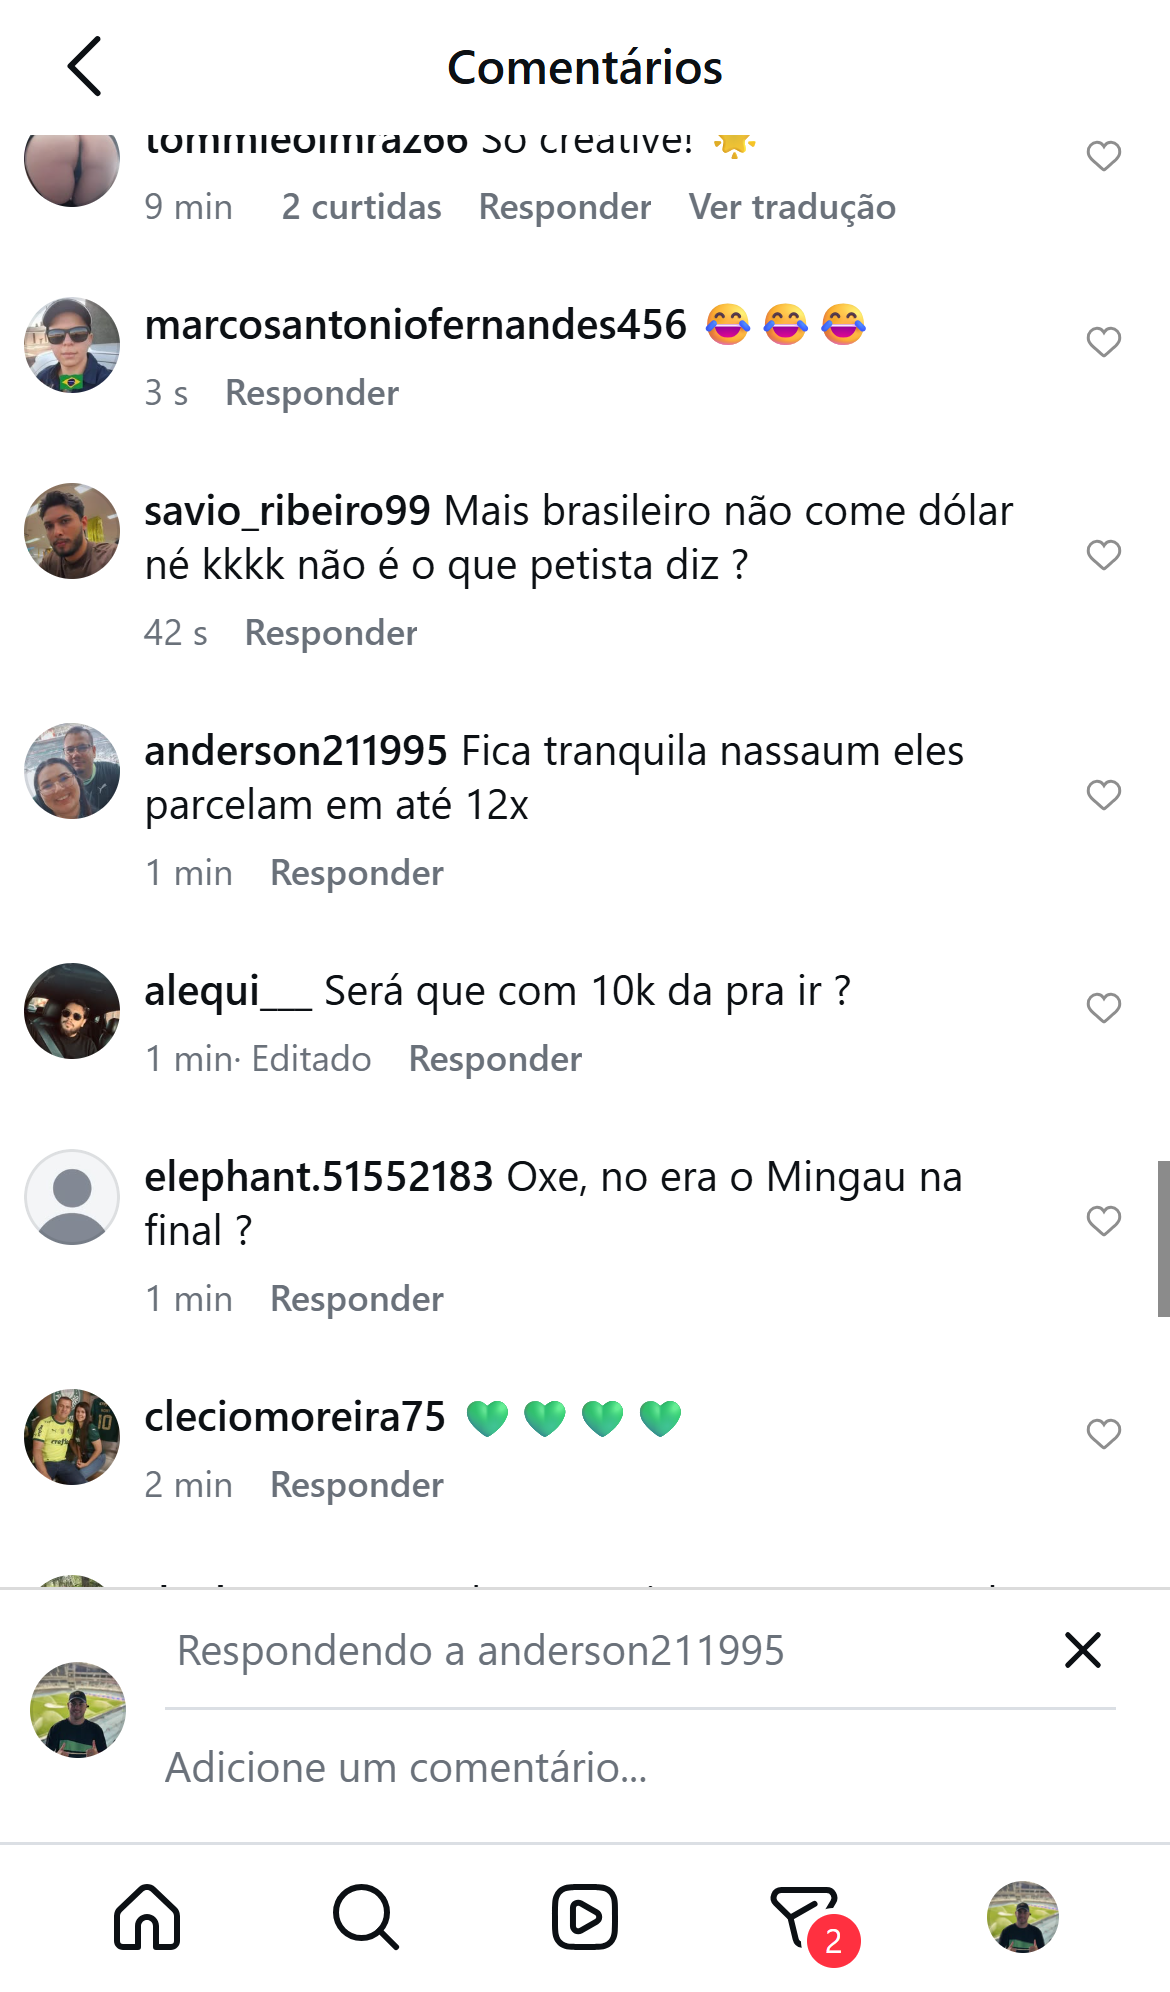 Comentários
So creative! 🌟
9 min 2 curtidas Responder Ver tradução
marcosantoniofernandes456 😂😂😂
3 s Responder
savio_ribeiro99 Mais brasileiro não come dólar
né kkkk não é o que petista diz ?
42 s Responder
anderson211995 Fica tranquila nassaum eles
parcelam em até 12x
1 min Responder
alequi___ Será que com 10k da pra ir ?
1 min· Editado Responder
elephant.51552183 Oxe, no era o Mingau na
final ?
1 min Responder
cleciomoreira75 💚💚💚💚
2 min Responder
Respondendo a anderson211995
Adicione um comentário...
2